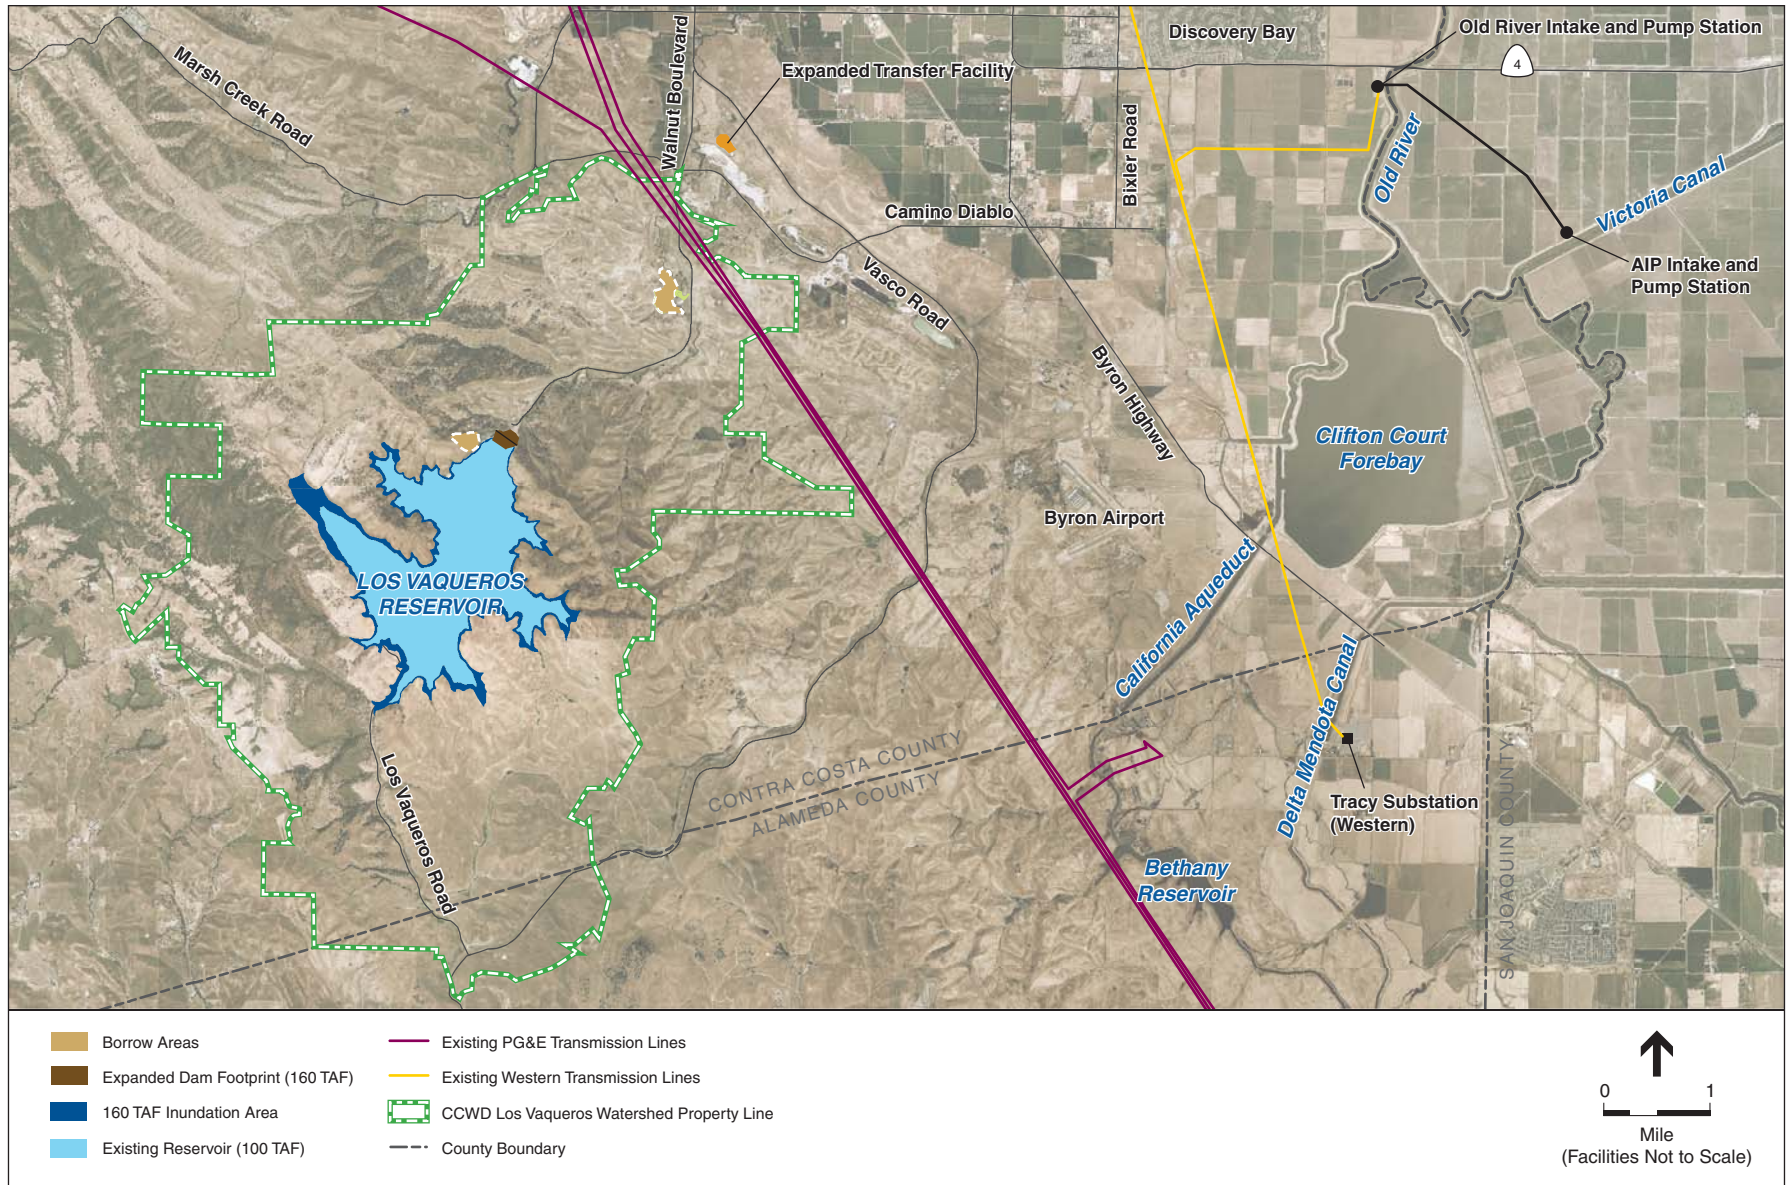 Discovery Bay
Old River Intake and Pump Station
4
Marsh Creek Road
Walnut Boulevard
Expanded Transfer Facility
Bixler Road
Old River
Victoria Canal
Camino Diablo
AIP Intake and
Pump Station
Vasco Road
Byron Highway
Clifton Court
Forebay
Byron Airport
LOS VAQUEROS
RESERVOIR
California Aqueduct
Delta Mendota Canal
CONTRA COSTA COUNTY
ALAMEDA COUNTY
SAN JOAQUIN COUNTY
Los Vaqueros Road
Tracy Substation
(Western)
Bethany
Reservoir
Borrow Areas
Expanded Dam Footprint (160 TAF)
160 TAF Inundation Area
Existing Reservoir (100 TAF)
Existing PG&E Transmission Lines
Existing Western Transmission Lines
CCWD Los Vaqueros Watershed Property Line
County Boundary
0 1
Mile
(Facilities Not to Scale)